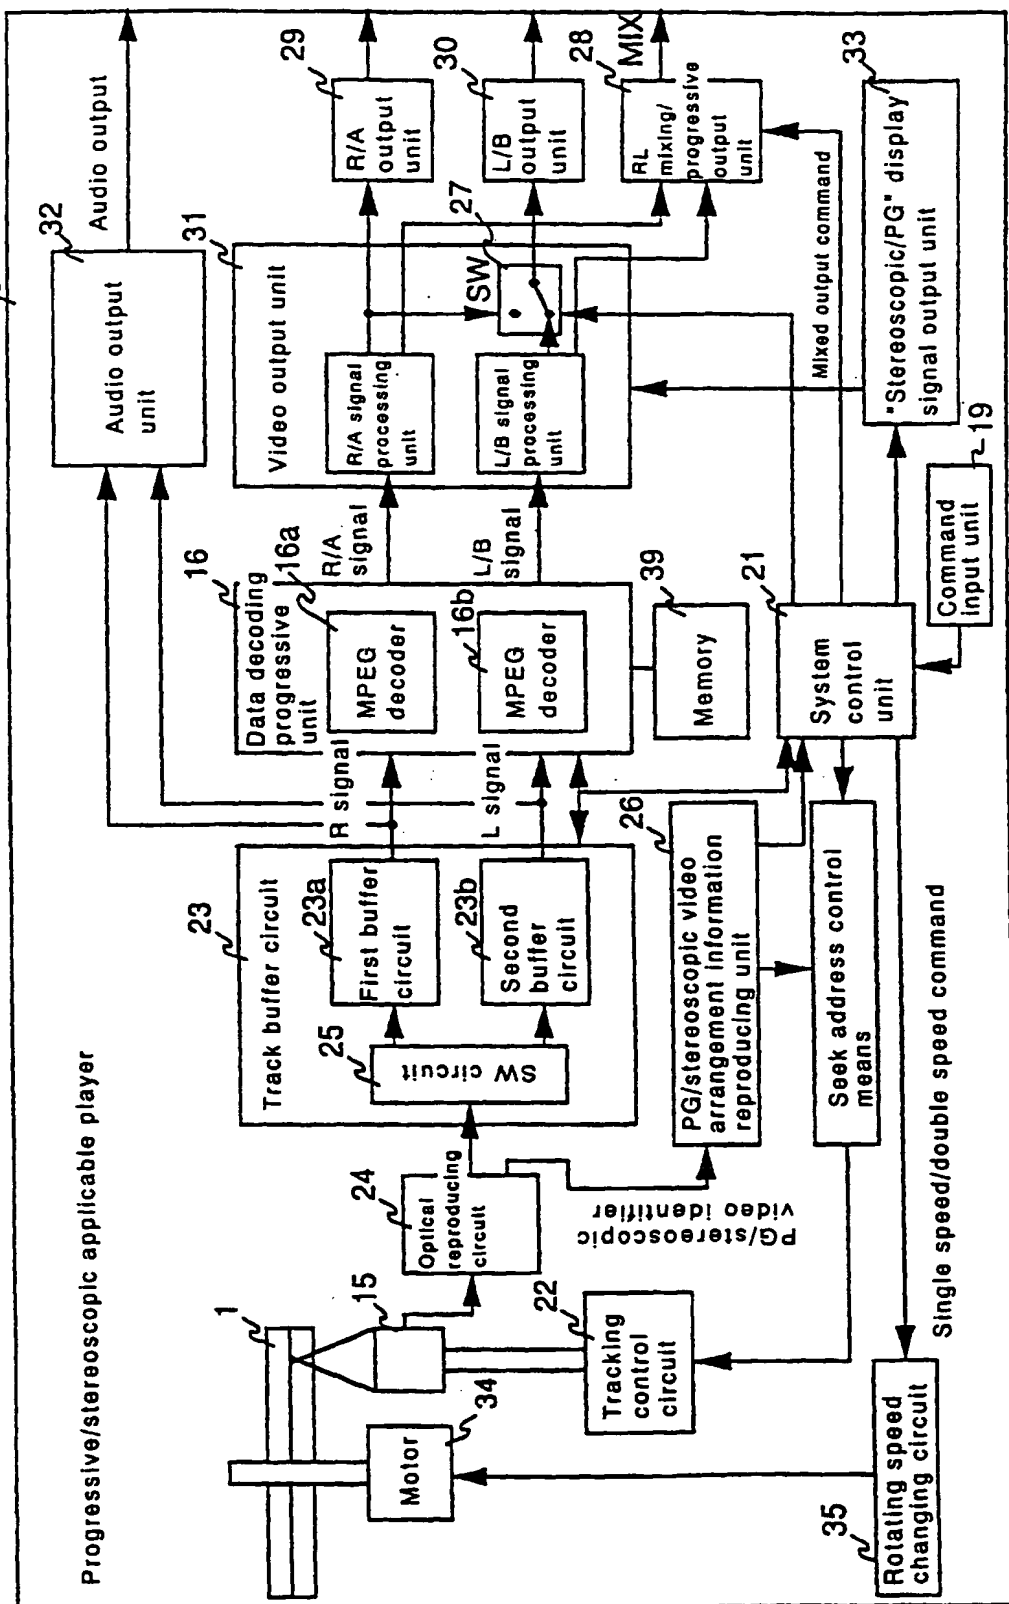 Progressive/stereoscopic applicable player
1
15
Motor
34
Tracking
control
circuit
22
Rotating speed
changing circuit
35
Single speed/double speed command
24
Optical
reproducing
circuit
PG/stereoscopic
video identifier
23
Track buffer circuit
25
SW circuit
23a
First buffer
circuit
23b
Second
buffer
circuit
26
PG/stereoscopic video
arrangement information
reproducing unit
Seek address control
means
R signal
L signal
16
Data decoding
progressive
unit
16a
MPEG
decoder
16b
MPEG
decoder
39
Memory
21
System
control
unit
19
Command
input unit
R/A
signal
L/B
signal
32
Audio output
unit
Audio output
31
Video output unit
R/A signal
processing
unit
L/B signal
processing
unit
SW
27
29
R/A
output
unit
30
L/B output
unit
28
MIX
RL
mixing/
progressive
output
unit
Mixed output command
33
"Stereoscopic/PG" display
signal output unit